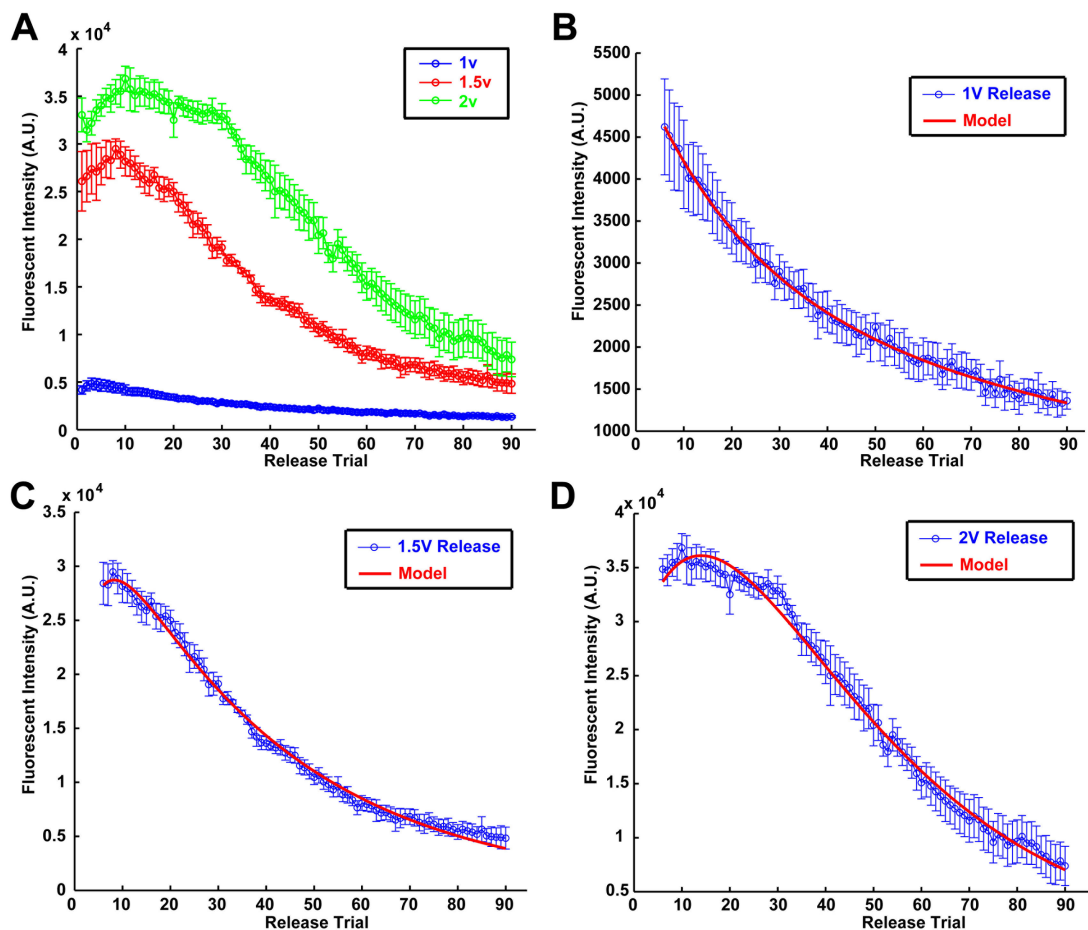 A
x 10⁴
4
3.5
3
2.5
2
1.5
1
0.5
0
0 10 20 30 40 50 60 70 80 90
Fluorescent Intensity (A.U.)
Release Trial
1v
1.5v
2v
B
5500
5000
4500
4000
3500
3000
2500
2000
1500
1000
0 10 20 30 40 50 60 70 80 90
Fluorescent Intensity (A.U.)
Release Trial
1V Release
Model
C
x 10⁴
3.5
3
2.5
2
1.5
1
0.5
0
0 10 20 30 40 50 60 70 80 90
Fluorescent Intensity (A.U.)
Release Trial
1.5V Release
Model
D
x 10⁴
4
3.5
3
2.5
2
1.5
1
0.5
0 10 20 30 40 50 60 70 80 90
Fluorescent Intensity (A.U.)
Release Trial
2V Release
Model